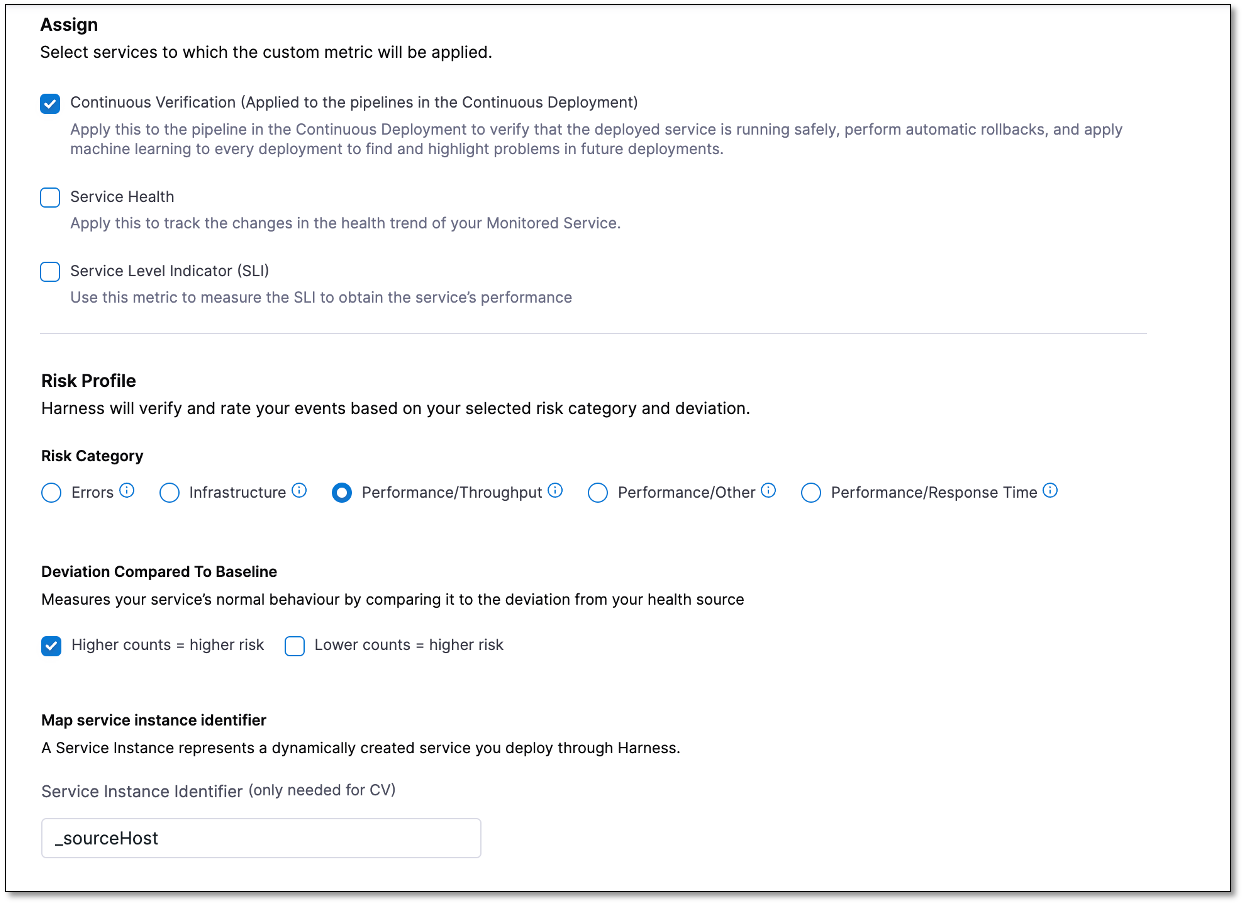 Assign
Select services to which the custom metric will be applied.
Continuous Verification (Applied to the pipelines in the Continuous Deployment)
Apply this to the pipeline in the Continuous Deployment to verify that the deployed service is running safely, perform automatic rollbacks, and apply
machine learning to every deployment to find and highlight problems in future deployments.
Service Health
Apply this to track the changes in the health trend of your Monitored Service.
Service Level Indicator (SLI)
Use this metric to measure the SLI to obtain the service’s performance
Risk Profile
Harness will verify and rate your events based on your selected risk category and deviation.
Risk Category
Errors Infrastructure Performance/Throughput Performance/Other Performance/Response Time
Deviation Compared To Baseline
Measures your service’s normal behaviour by comparing it to the deviation from your health source
Higher counts = higher risk Lower counts = higher risk
Map service instance identifier
A Service Instance represents a dynamically created service you deploy through Harness.
Service Instance Identifier (only needed for CV)
_sourceHost